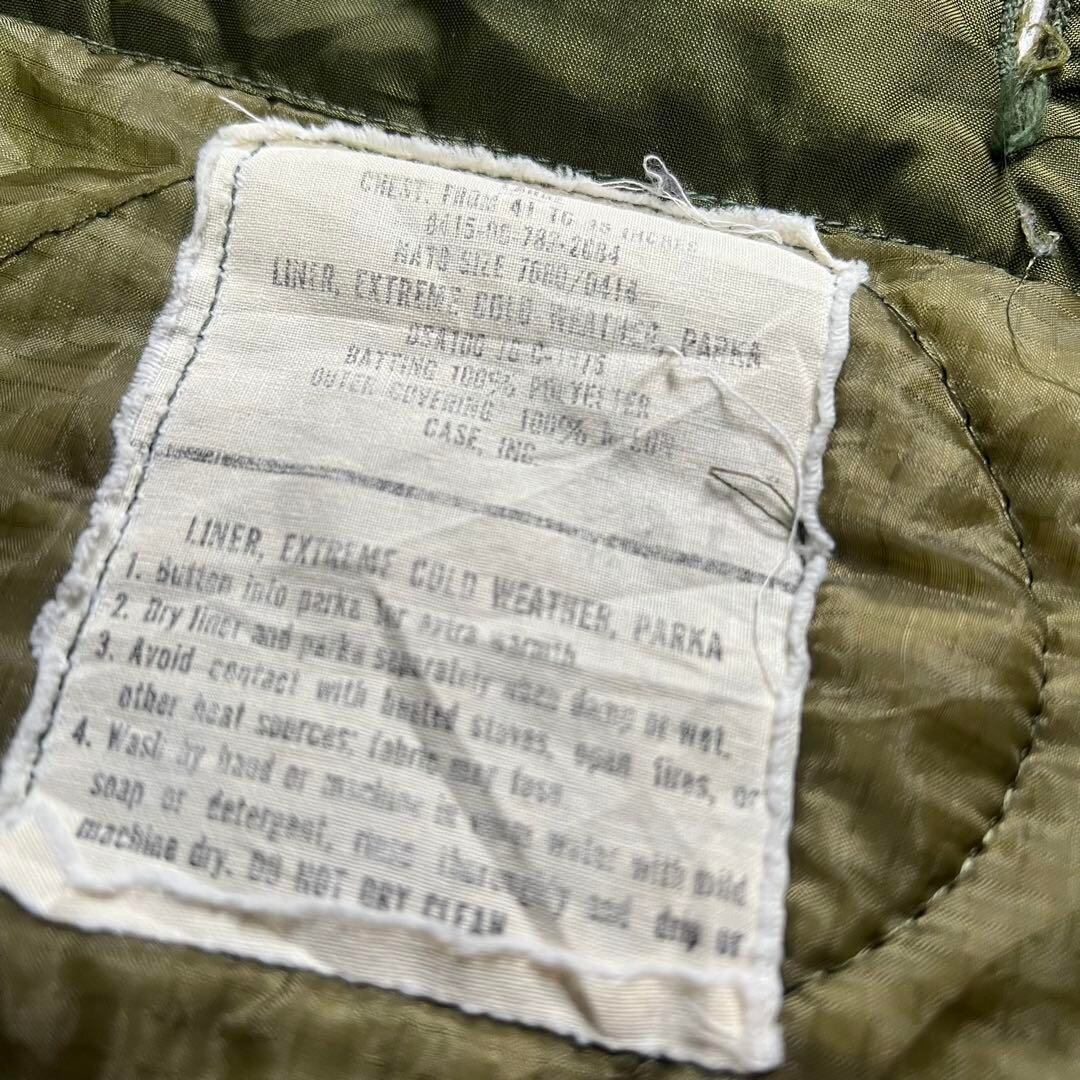 CHEST: FROM 41 TO 45 INCHES
8415-00-782-2884
NATO SIZE 7080/0414
LINER, EXTREME COLD WEATHER, PARKA
BATTING 100% POLYESTER
OUTER COVERING 100% NYLON
CASE, INC.
LINER, EXTREME COLD WEATHER, PARKA
1. Button into parka for extra warmth.
2. Dry liner and parka separately when damp or wet.
3. Avoid contact with heated stoves, open fires, or
other heat sources; fabric may fuse.
4. Wash by hand or machine in warm water with mild
soap or detergent, rinse thoroughly and drip or
machine dry. DO NOT DRY CLEAN